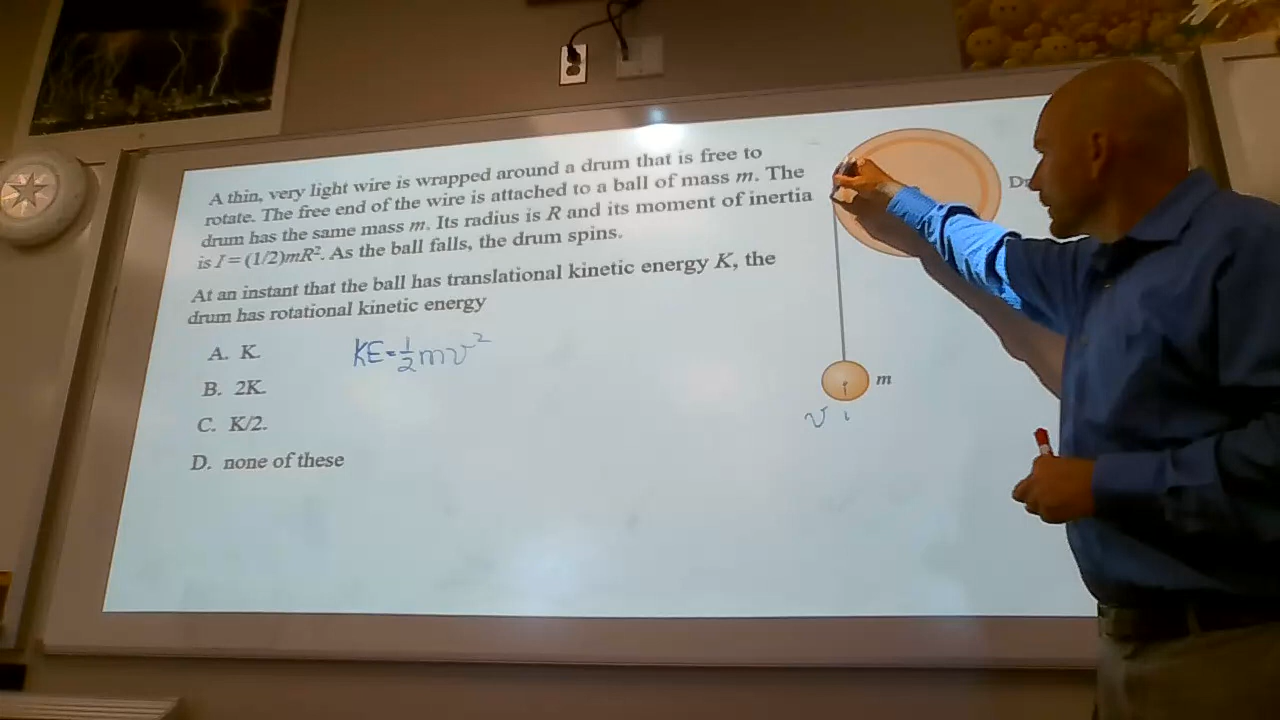 A thin, very light wire is wrapped around a drum that is free to
rotate. The free end of the wire is attached to a ball of mass m. The
drum has the same mass m. Its radius is R and its moment of inertia
is I = (1/2)mR². As the ball falls, the drum spins.
At an instant that the ball has translational kinetic energy K, the
drum has rotational kinetic energy
A. K.
B. 2K.
C. K/2.
D. none of these
KE = 1/2 mv²
m
v